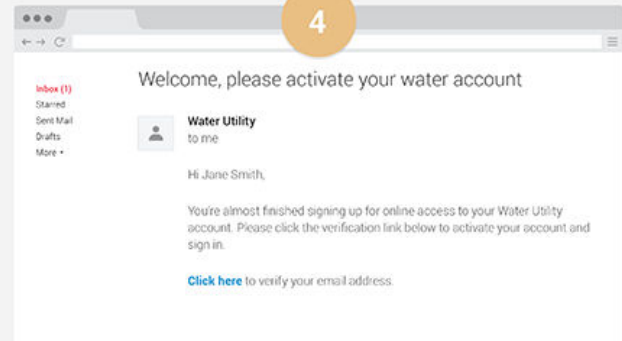 4
Welcome, please activate your water account
Inbox (1)
Starred
Sent Mail
Drafts
More
Water Utility
to me
Hi Jane Smith,
You're almost finished signing up for online access to your Water Utility
account. Please click the verification link below to activate your account and
sign in.
Click here to verify your email address.